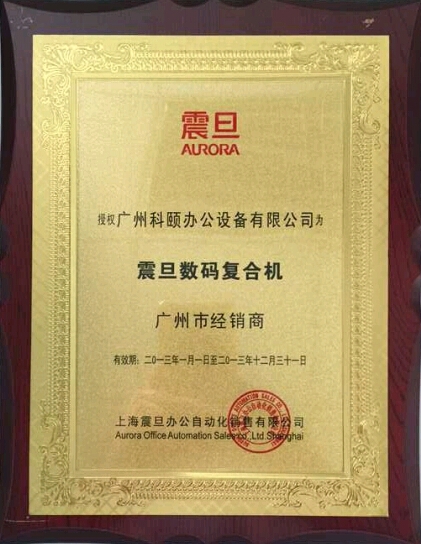 震旦
AURORA
授权广州科颐办公设备有限公司为
震旦数码复合机
广州市经销商
有效期：二〇一三年一月一日至二〇一三年十二月三十一日
上海震旦办公自动化销售有限公司
Aurora Office Automation Sales co. Ltd. Shanghai